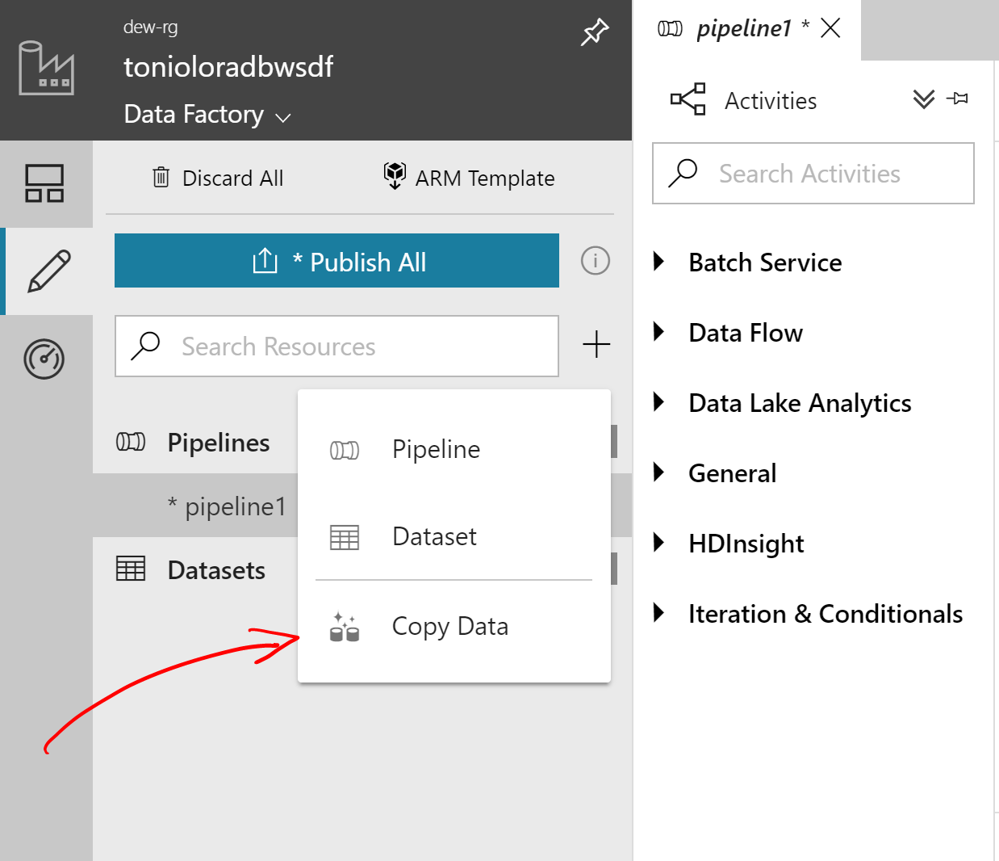 dew-rg
tonioloradbwsdf
Data Factory
Discard All
ARM Template
* Publish All
Search Resources
Pipelines
* pipeline1
Datasets
Pipeline
Dataset
Copy Data
pipeline1 *
Activities
Search Activities
Batch Service
Data Flow
Data Lake Analytics
General
HDInsight
Iteration & Conditionals